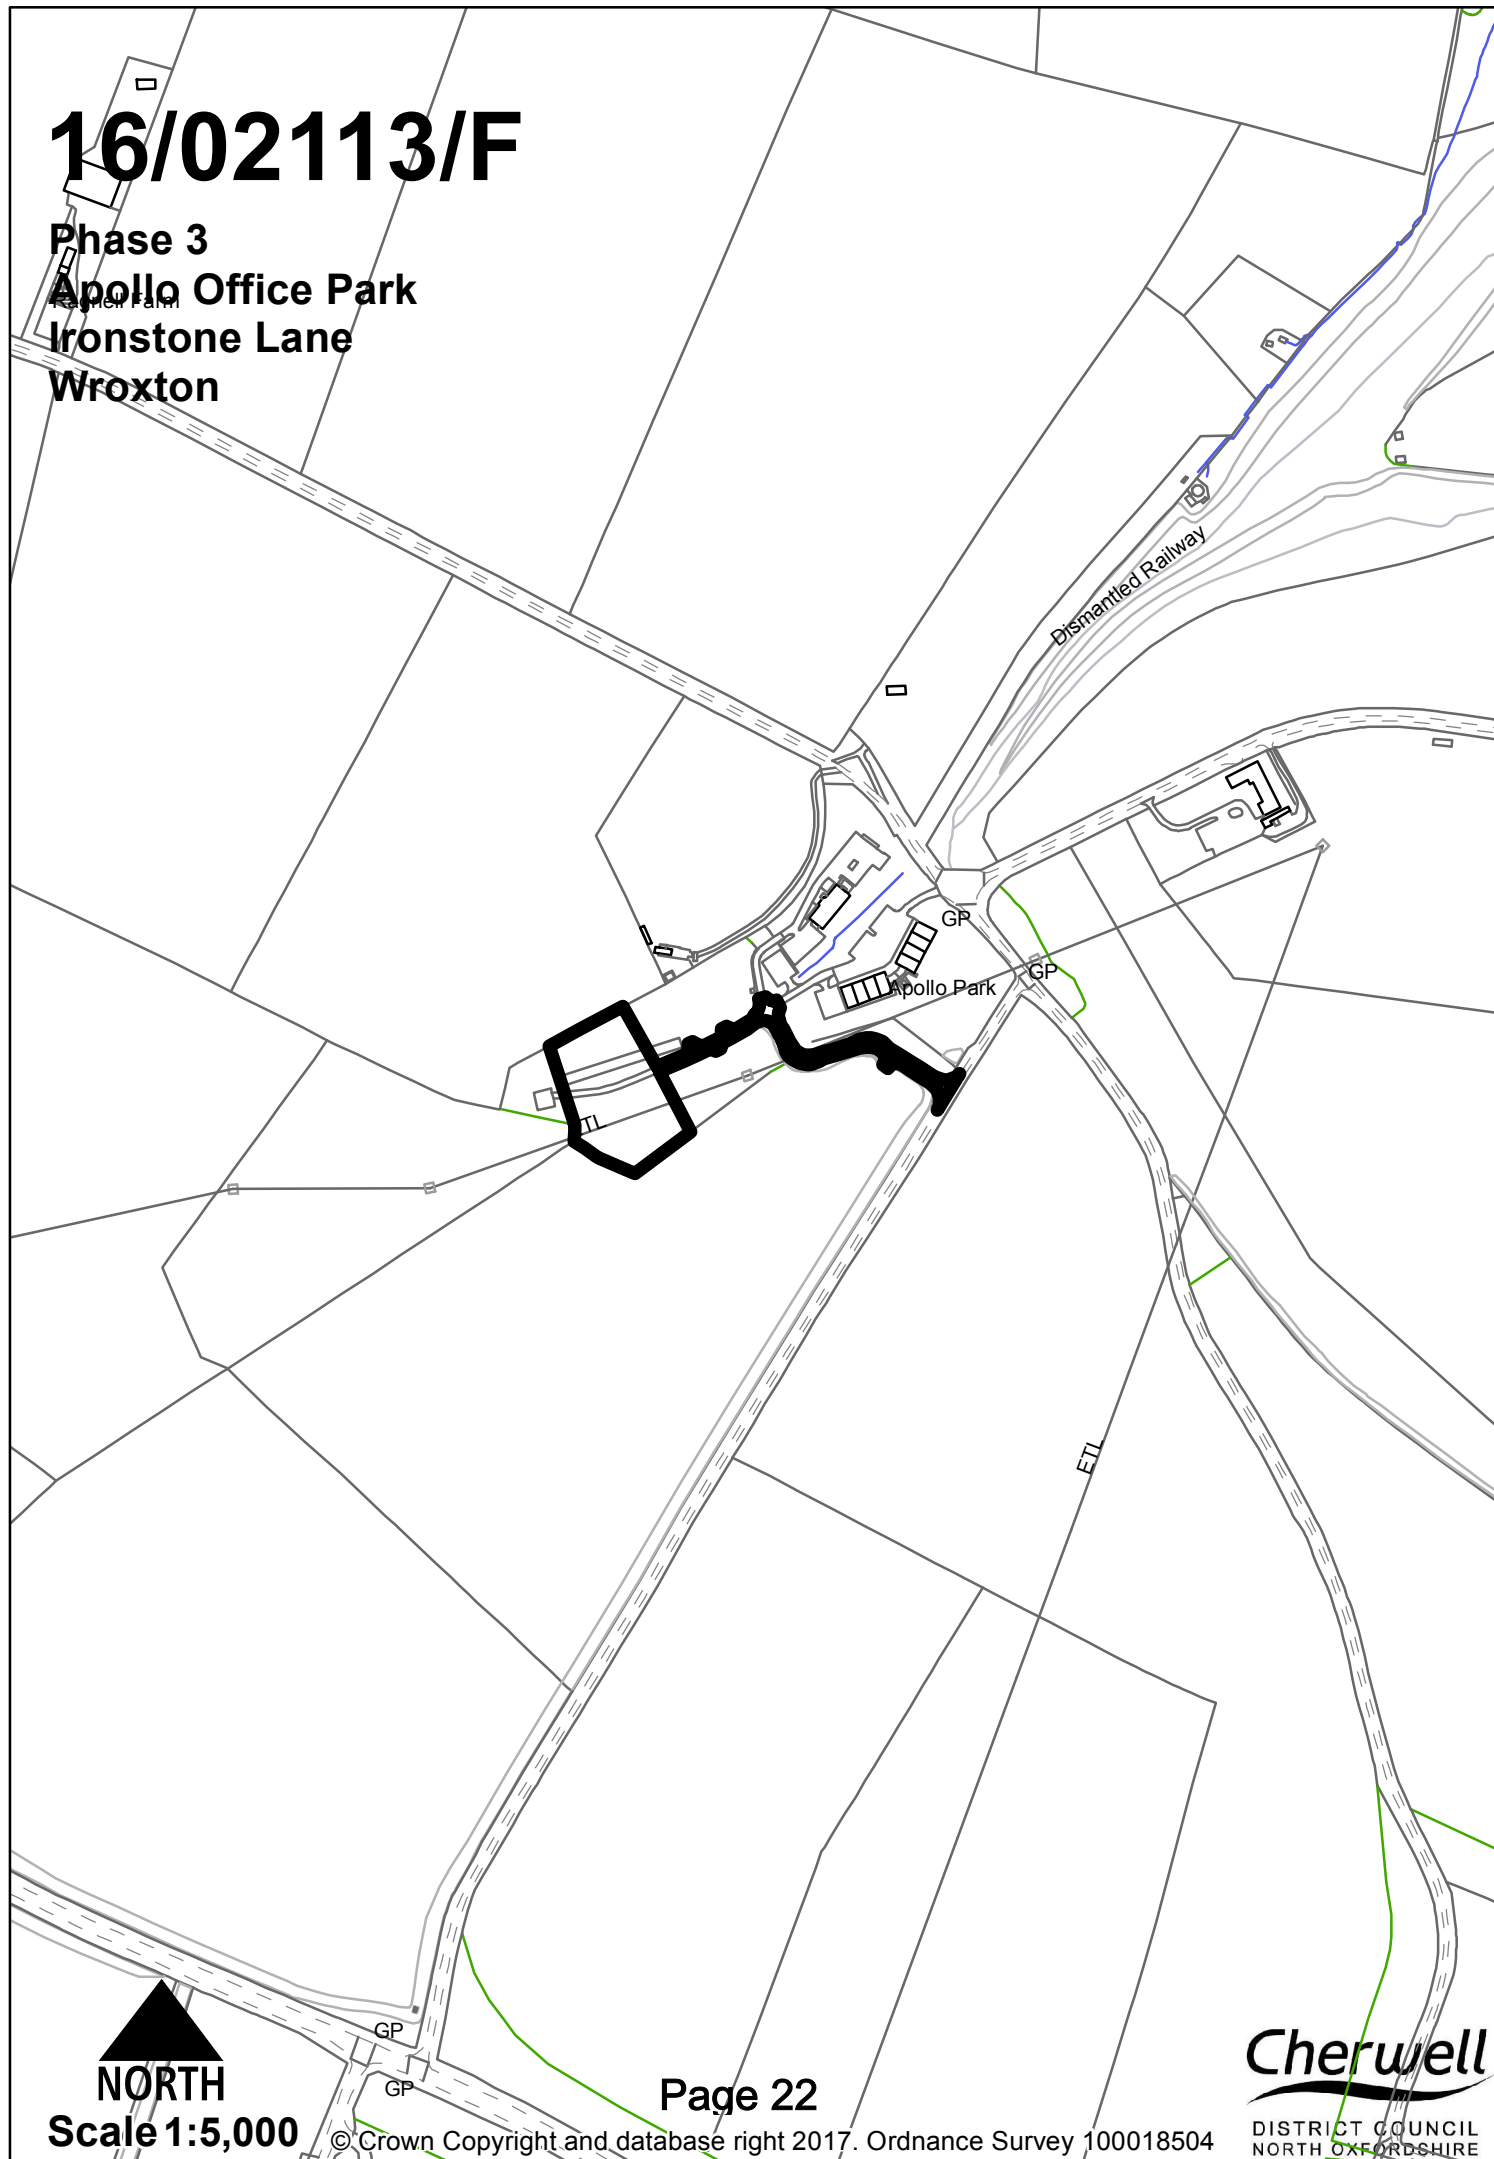 16/02113/F
Phase 3
Apollo Office Park
Ragnell Farm
Ironstone Lane
Wroxton
Dismantled Railway
GP
GP
Apollo Park
TL
ETL
GP
GP
NORTH
Scale 1:5,000
Page 22
© Crown Copyright and database right 2017. Ordnance Survey 100018504
Cherwell
DISTRICT COUNCIL
NORTH OXFORDSHIRE